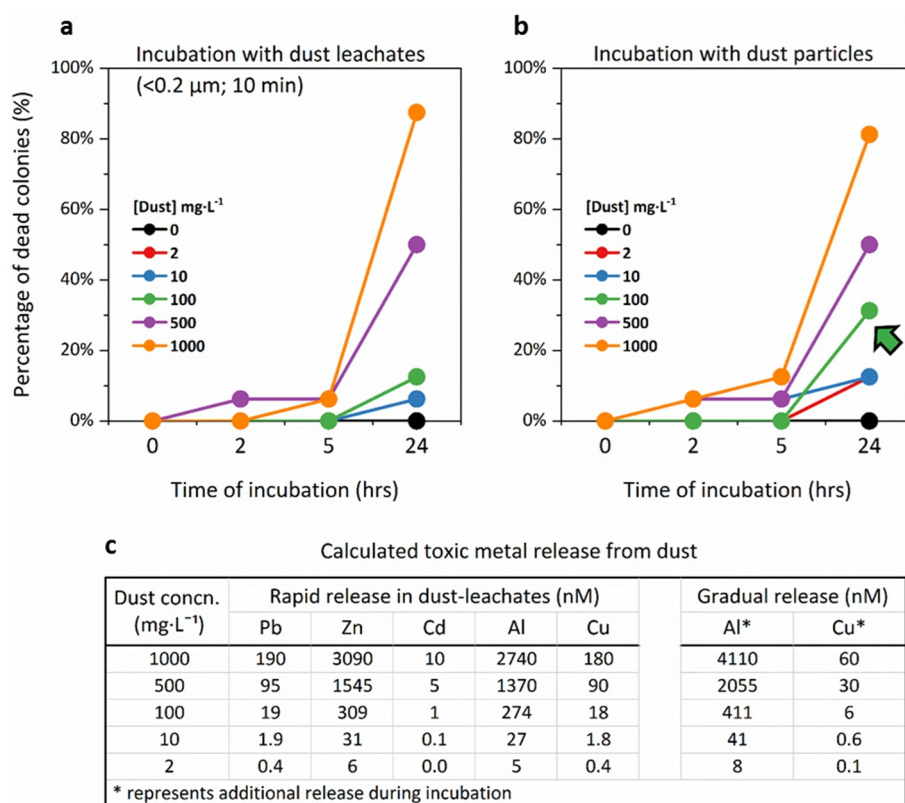 a
Incubation with dust leachates
(<0.2 µm; 10 min)
100%
80%
60%
40%
20%
0%
Percentage of dead colonies (%)
[Dust] mg·L⁻¹
0
2
10
100
500
1000
0 2 5 24
Time of incubation (hrs)
b
Incubation with dust particles
100%
80%
60%
40%
20%
0%
[Dust] mg·L⁻¹
0
2
10
100
500
1000
0 2 5 24
Time of incubation (hrs)
c
Calculated toxic metal release from dust
Dust concn. (mg·L⁻¹) Rapid release in dust-leachates (nM) Gradual release (nM)
Pb Zn Cd Al Cu Al* Cu*
1000 190 3090 10 2740 180 4110 60
500 95 1545 5 1370 90 2055 30
100 19 309 1 274 18 411 6
10 1.9 31 0.1 27 1.8 41 0.6
2 0.4 6 0.0 5 0.4 8 0.1
* represents additional release during incubation